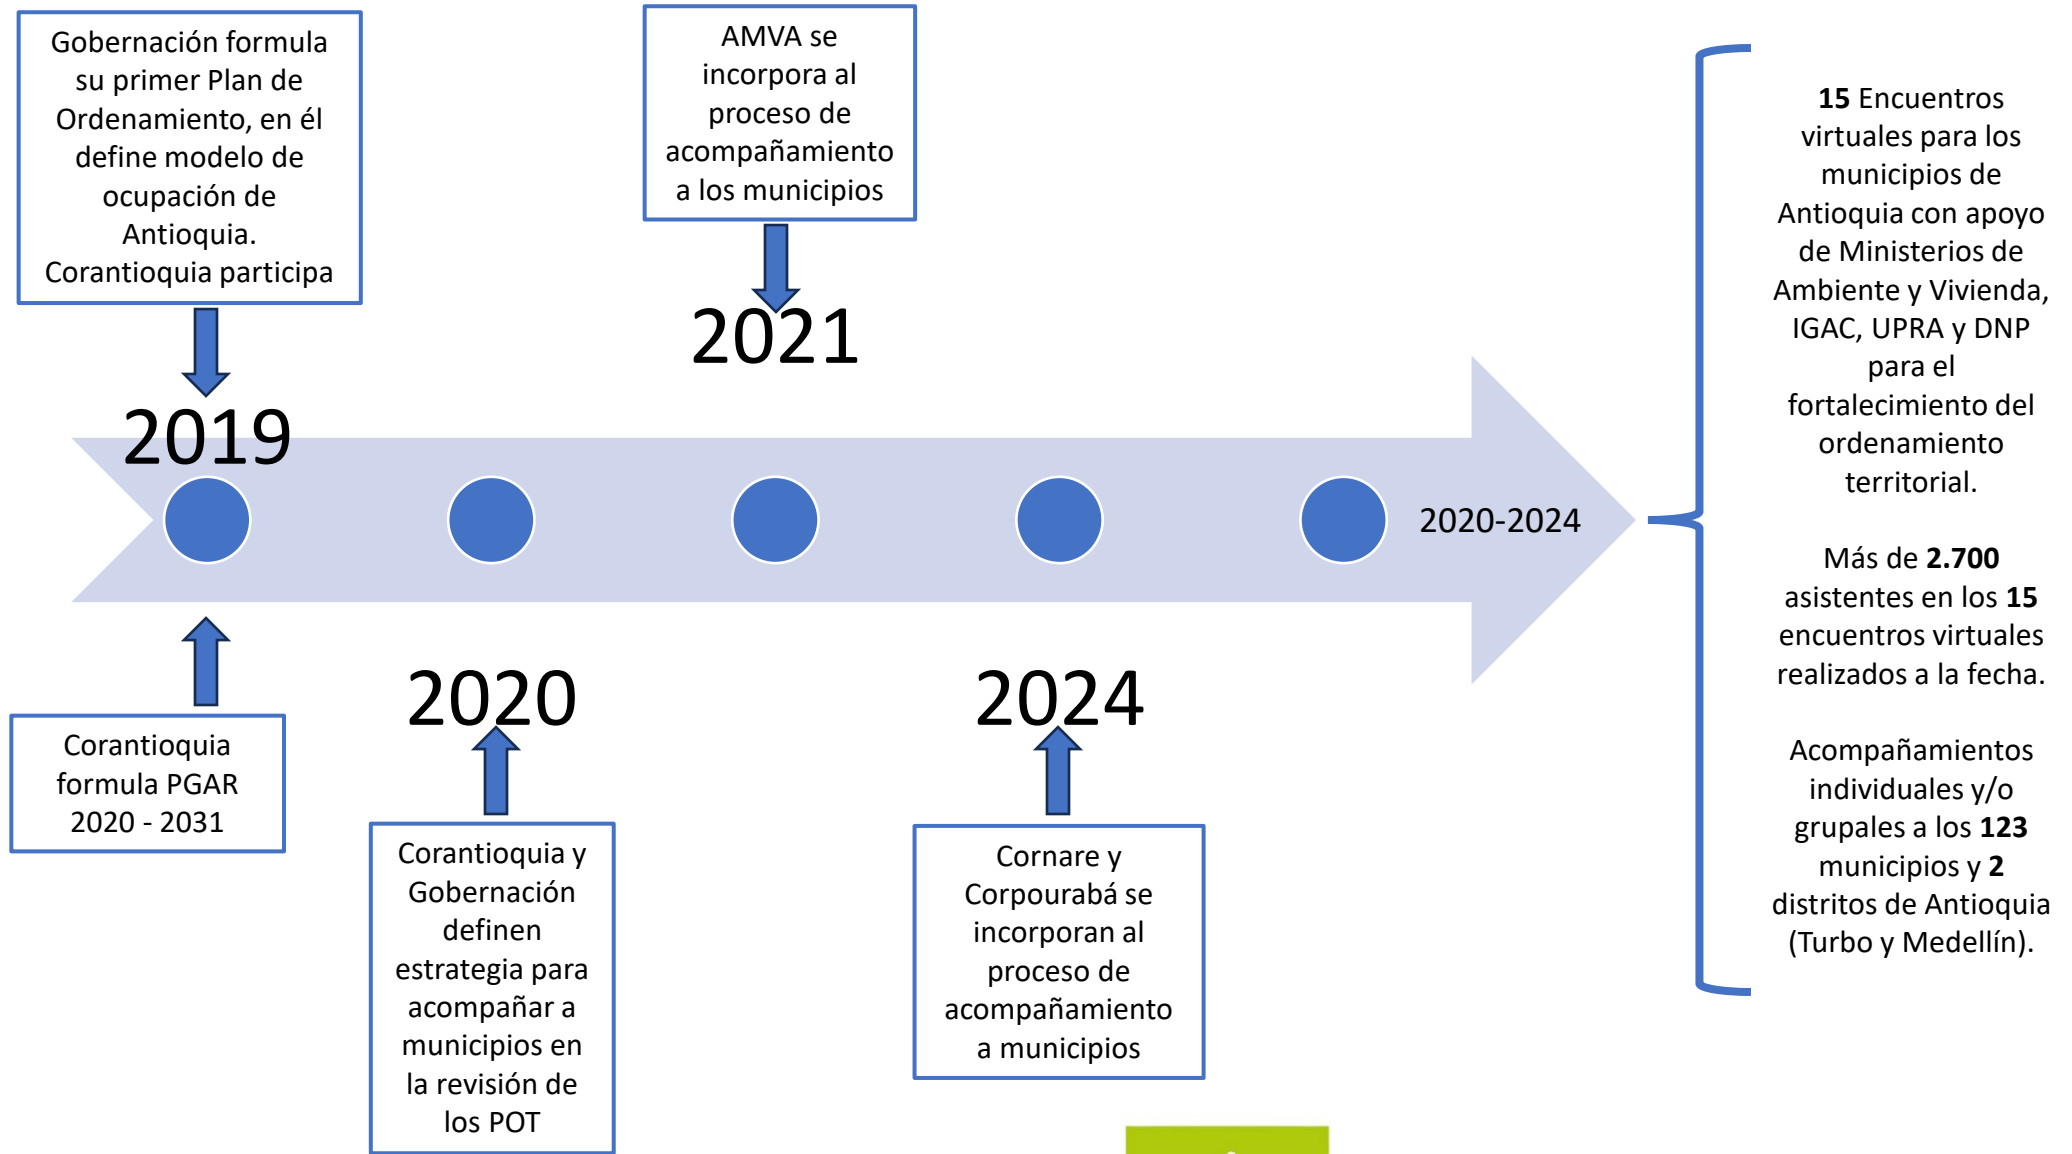 Gobernación formula
su primer Plan de
Ordenamiento, en él
define modelo de
ocupación de
Antioquia.
Corantioquia participa
2019
Corantioquia
formula PGAR
2020 - 2031
2020
Corantioquia y
Gobernación
definen
estrategia para
acompañar a
municipios en
la revisión de
los POT
AMVA se
incorpora al
proceso de
acompañamiento
a los municipios
2021
2024
Cornare y
Corpourabá se
incorporan al
proceso de
acompañamiento
a municipios
2020-2024
15 Encuentros
virtuales para los
municipios de
Antioquia con apoyo
de Ministerios de
Ambiente y Vivienda,
IGAC, UPRA y DNP
para el
fortalecimiento del
ordenamiento
territorial.
Más de 2.700
asistentes en los 15
encuentros virtuales
realizados a la fecha.
Acompañamientos
individuales y/o
grupales a los 123
municipios y 2
distritos de Antioquia
(Turbo y Medellín).